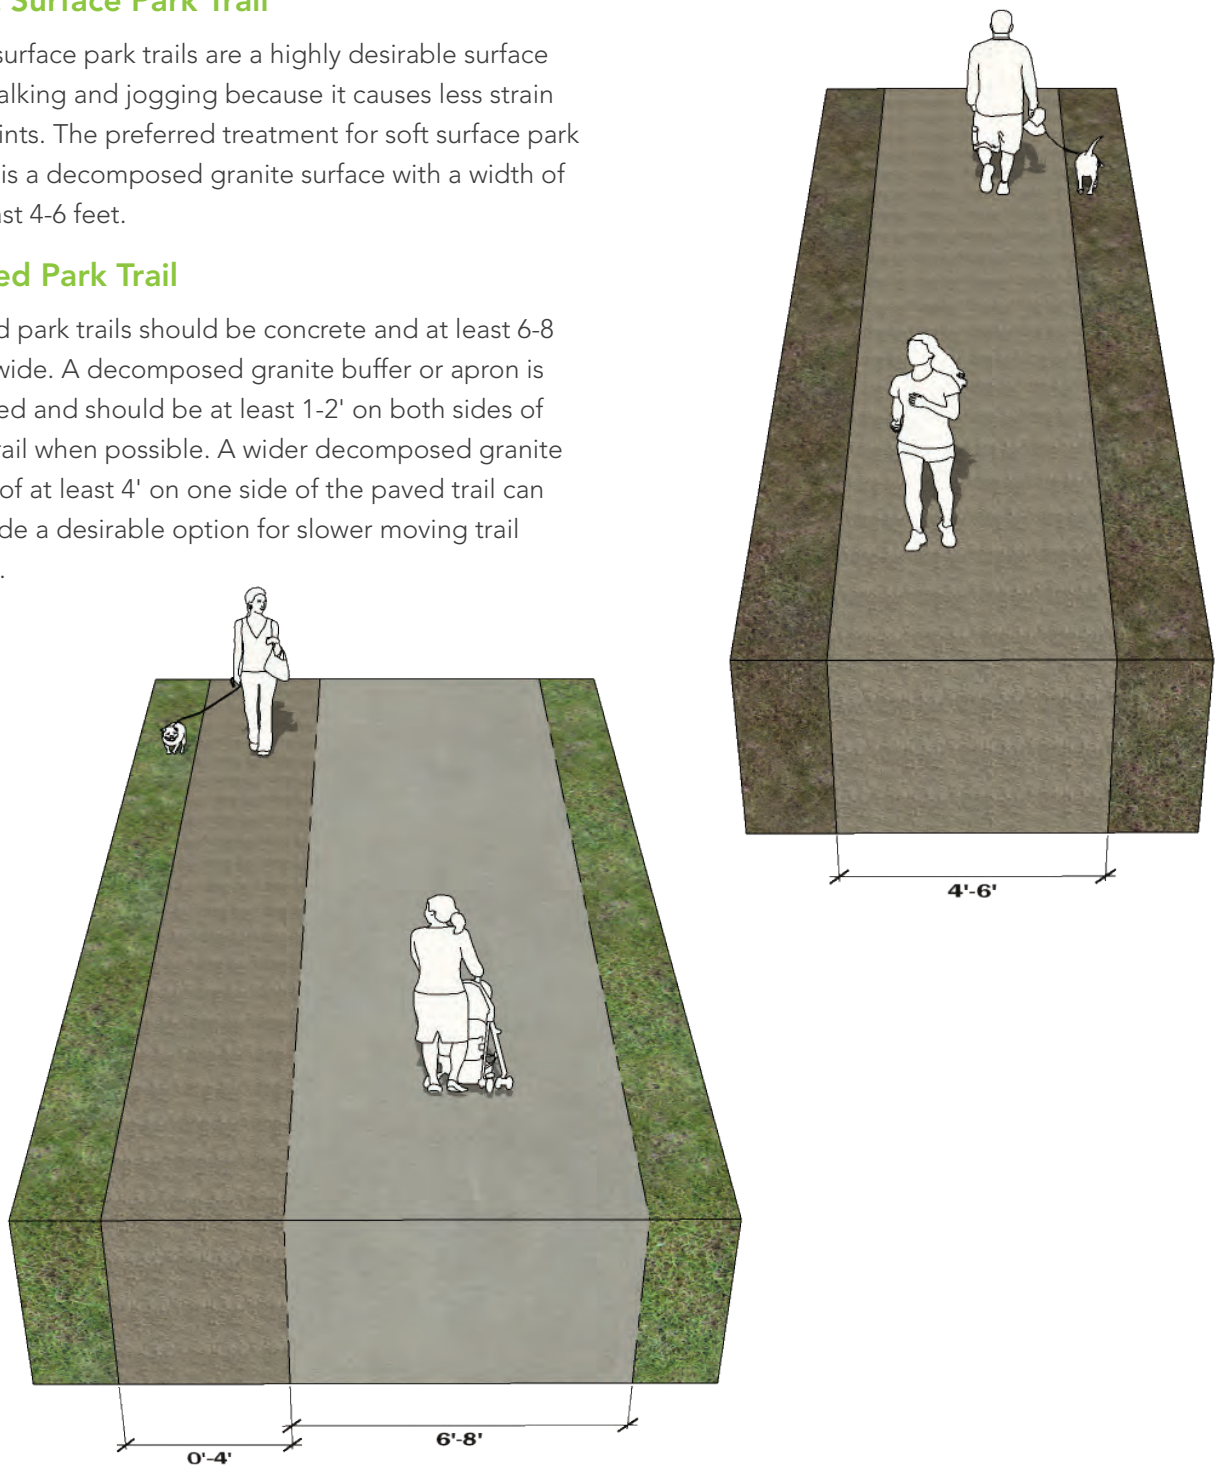 Surface Park Trail
surface park trails are a highly desirable surface
alking and jogging because it causes less strain
ints. The preferred treatment for soft surface park
is a decomposed granite surface with a width of
ast 4-6 feet.
ed Park Trail
d park trails should be concrete and at least 6-8
wide. A decomposed granite buffer or apron is
ed and should be at least 1-2' on both sides of
rail when possible. A wider decomposed granite
of at least 4' on one side of the paved trail can
de a desirable option for slower moving trail
.
4'-6'
6'-8'
0'-4'